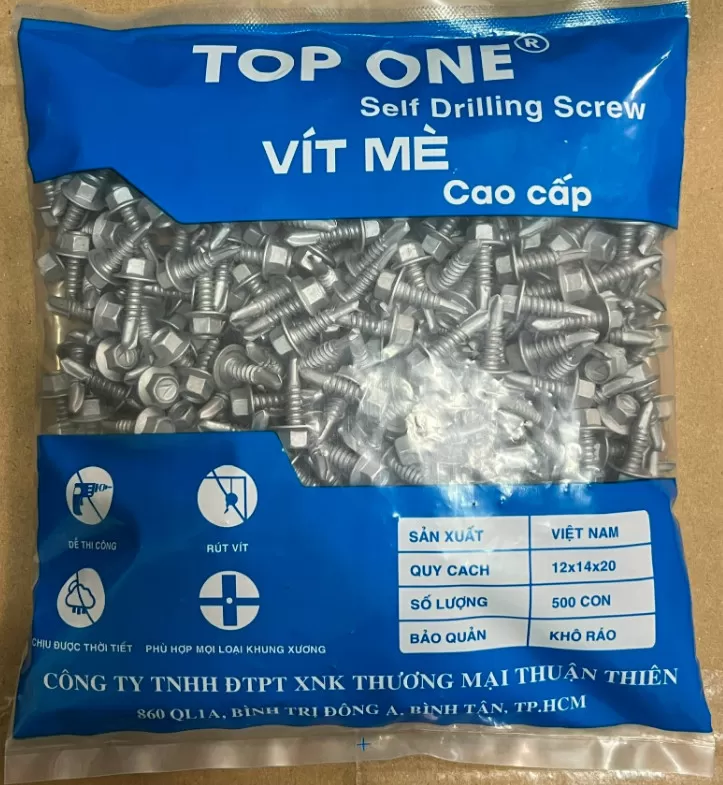 TOP ONE®
Self Drilling Screw
VÍT MÈ
Cao cấp
DỄ THI CÔNG
RÚT VÍT
CHỊU ĐƯỢC THỜI TIẾT
PHÙ HỢP MỌI LOẠI KHUNG XƯƠNG
SẢN XUẤT VIỆT NAM
QUY CACH 12x14x20
SỐ LƯỢNG 500 CON
BẢO QUẢN KHÔ RÁO
CÔNG TY TNHH ĐTPT XNK THƯƠNG MẠI THUẬN THIÊN
860 QL1A, BÌNH TRỊ ĐÔNG A, BÌNH TÂN, TP.HCM